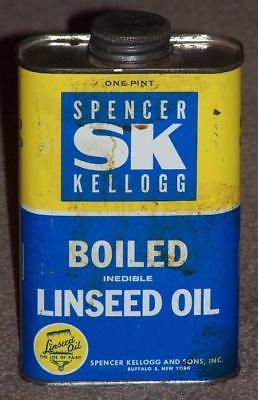 ONE PINT
SPENCER
SK
KELLOGG
BOILED
INEDIBLE
LINSEED OIL
Linseed Oil
THE LIFE OF PAINT
SPENCER KELLOGG AND SONS, INC.
BUFFALO 5, NEW YORK